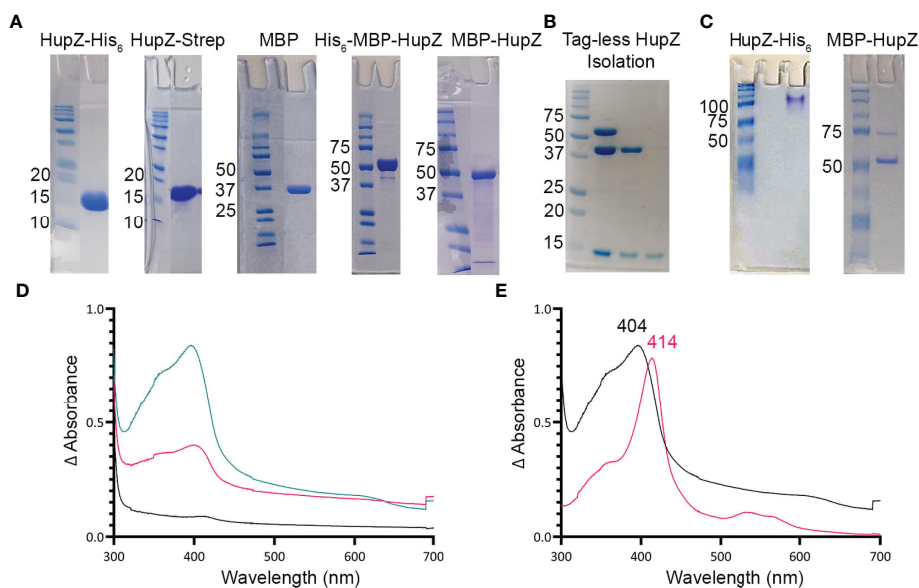 A
B
C
HupZ-His6
HupZ-Strep
MBP
His6-MBP-HupZ
MBP-HupZ
Tag-less HupZ
Isolation
HupZ-His6
MBP-HupZ
20
15
10
20
15
10
50
37
25
75
50
37
75
50
37
75
50
37
25
20
15
100
75
50
75
50
D
E
1.0
0.5
0.0
Δ Absorbance
300
400
500
600
700
Wavelength (nm)
1.0
0.5
0.0
Δ Absorbance
404
414
300
400
500
600
700
Wavelength (nm)